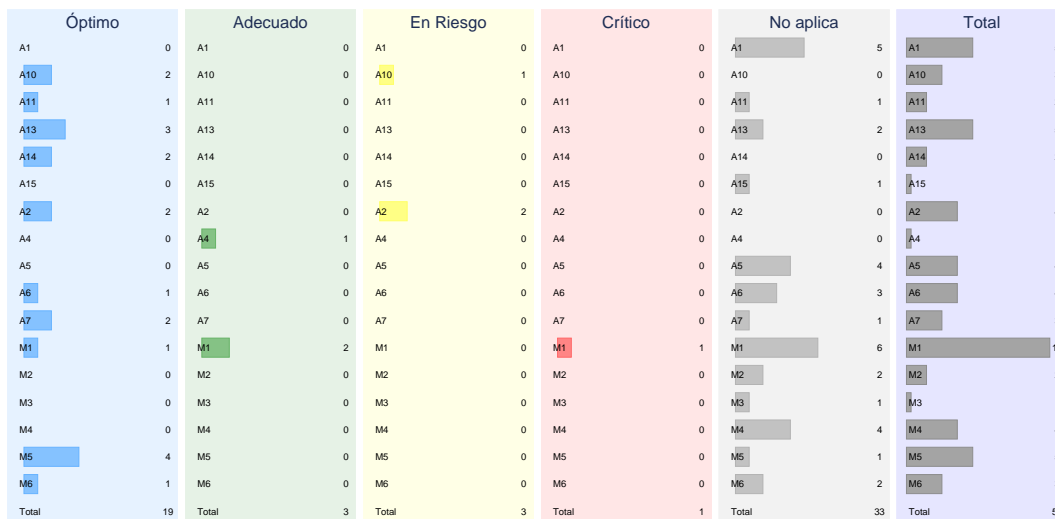 Óptimo Adecuado En Riesgo Crítico No aplica Total
A1 0 A1 0 A1 0 A1 0 A1 5 A1
A10 2 A10 0 A10 1 A10 0 A10 0 A10
A11 1 A11 0 A11 0 A11 0 A11 1 A11
A13 3 A13 0 A13 0 A13 0 A13 2 A13
A14 2 A14 0 A14 0 A14 0 A14 0 A14
A15 0 A15 0 A15 0 A15 0 A15 1 A15
A2 2 A2 0 A2 2 A2 0 A2 0 A2
A4 0 A4 1 A4 0 A4 0 A4 0 A4
A5 0 A5 0 A5 0 A5 0 A5 4 A5
A6 1 A6 0 A6 0 A6 0 A6 3 A6
A7 2 A7 0 A7 0 A7 0 A7 1 A7
M1 1 M1 2 M1 0 M1 1 M1 6 M1
M2 0 M2 0 M2 0 M2 0 M2 2 M2
M3 0 M3 0 M3 0 M3 0 M3 1 M3
M4 0 M4 0 M4 0 M4 0 M4 4 M4
M5 4 M5 0 M5 0 M5 0 M5 1 M5
M6 1 M6 0 M6 0 M6 0 M6 2 M6
Total 19 Total 3 Total 3 Total 1 Total 33 Total